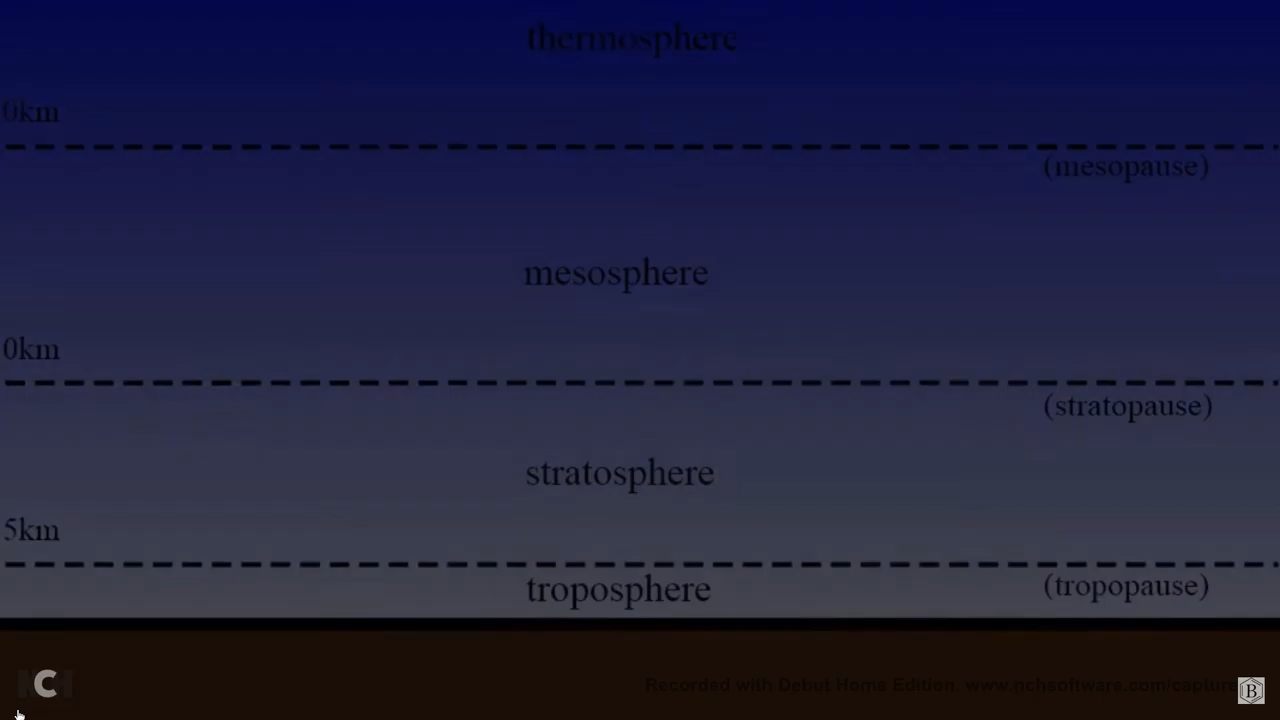 thermosphere
0km
(mesopause)
mesosphere
0km
(stratopause)
stratosphere
5km
troposphere
(tropopause)
NCH
Recorded with Debut Home Edition. www.nchsoftware.com/capture
B